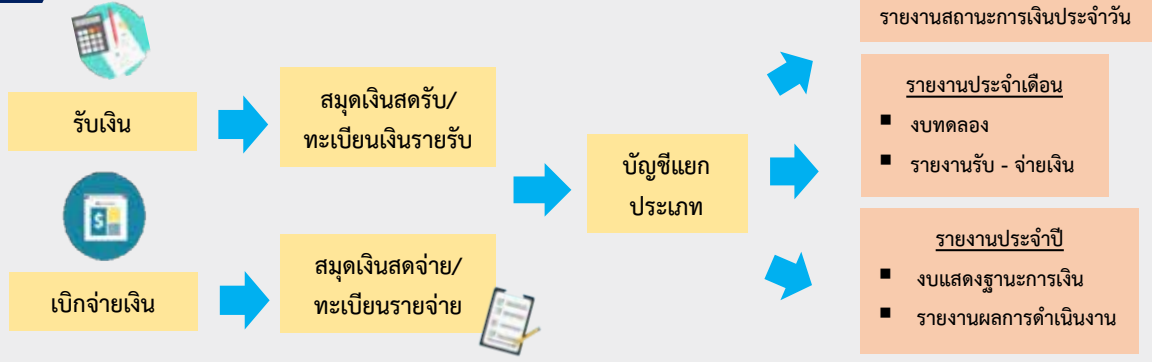 รายงานสถานะการเงินประจำวัน
รับเงิน
สมุดเงินสดรับ/
ทะเบียนเงินรายรับ
เบิกจ่ายเงิน
สมุดเงินสดจ่าย/
ทะเบียนรายจ่าย
บัญชีแยก
ประเภท
รายงานประจำเดือน
▪ งบทดลอง
▪ รายงานรับ - จ่ายเงิน
รายงานประจำปี
▪ งบแสดงฐานะการเงิน
▪ รายงานผลการดำเนินงาน
$